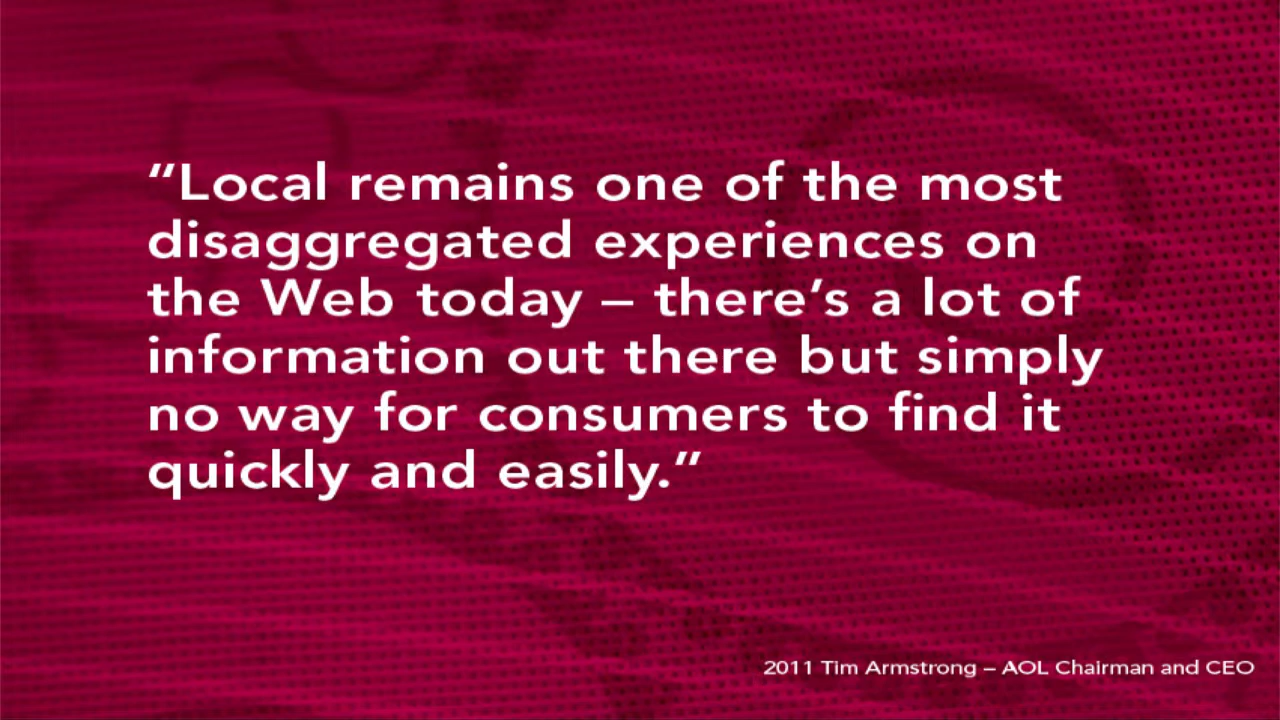 “Local remains one of the most
disaggregated experiences on
the Web today – there’s a lot of
information out there but simply
no way for consumers to find it
quickly and easily.”
2011 Tim Armstrong – AOL Chairman and CEO